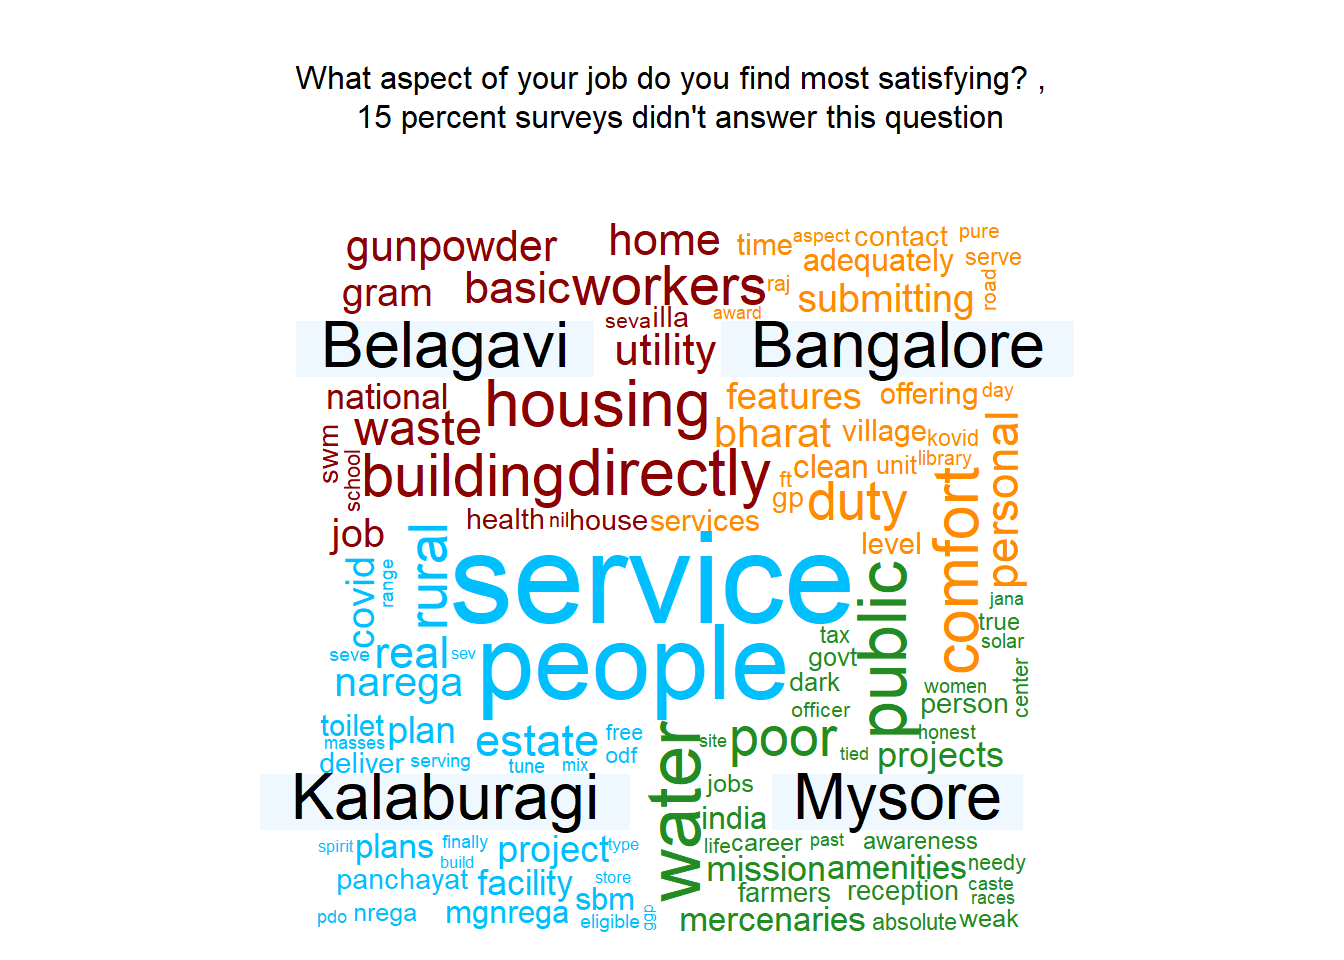 What aspect of your job do you find most satisfying? ,
15 percent surveys didn't answer this question
gunpowder home time aspect contact pure
adequately serve
gram basic workers raj submitting road
seva illa award
Belagavi utility Bangalore
national housing features offering day
swm waste bharat village kovid personal
school building directly ft clean unit library
gp duty comfort
job health nil house services
rural level
covid range service public jana
true
tax solar
seve real sev people govt
narega dark women center
officer person
toilet plan estate free water site poor honest
masses tied projects
deliver serving tune mix odf
jobs
Kalaburagi Mysore
india
spirit plans finally project type life career past awareness
build mission amenities needy
panchayat facility store farmers reception caste
sbm races
pdo nrega mgnrega eligible ggp mercenaries absolute weak